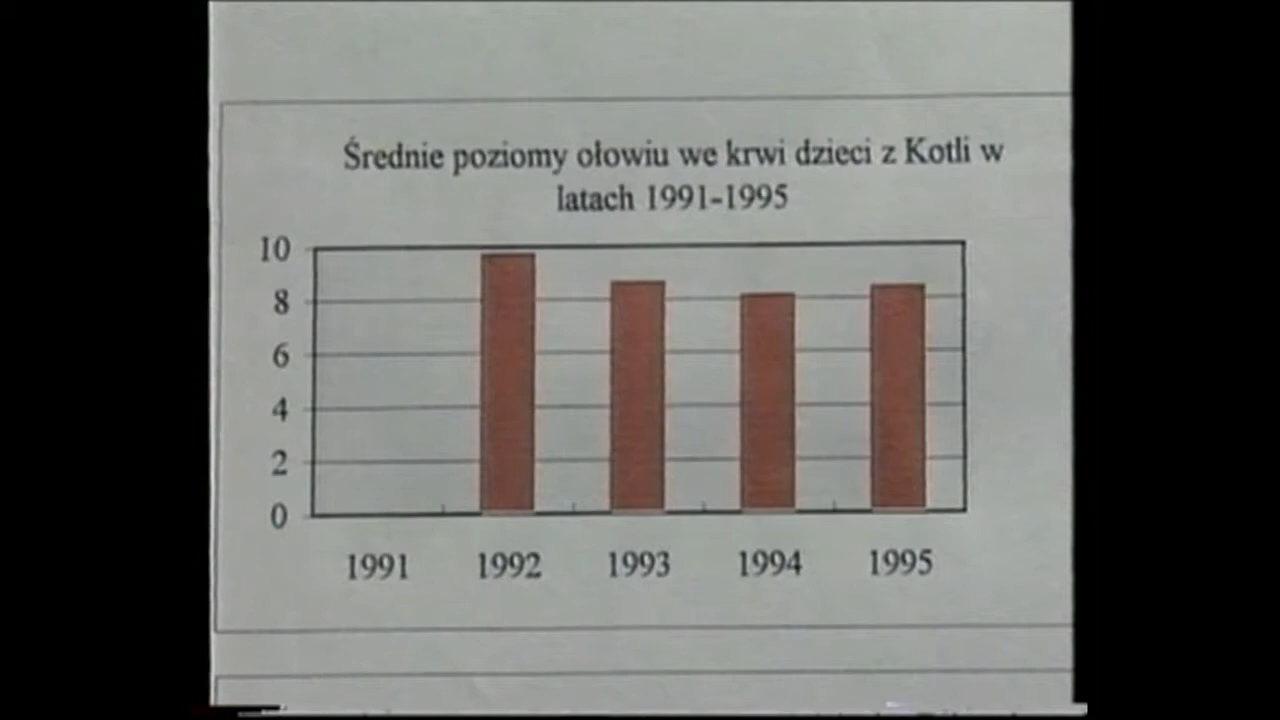 Średnie poziomy ołowiu we krwi dzieci z Kotli w
latach 1991-1995
10
8
6
4
2
0
1991 1992 1993 1994 1995